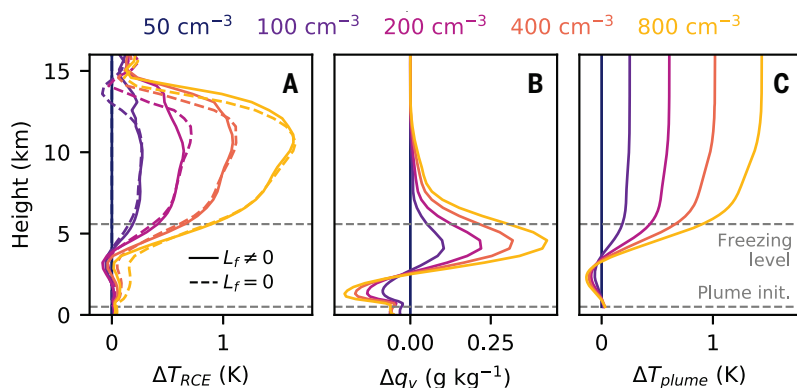 50 cm⁻³ 100 cm⁻³ 200 cm⁻³ 400 cm⁻³ 800 cm⁻³
A B C
15
10
5
0
Height (km)
L_f ≠ 0
L_f = 0
Freezing
level
Plume init.
0 1
0.00 0.25
0 1
ΔT_RCE (K)
Δq_v (g kg⁻¹)
ΔT_plume (K)